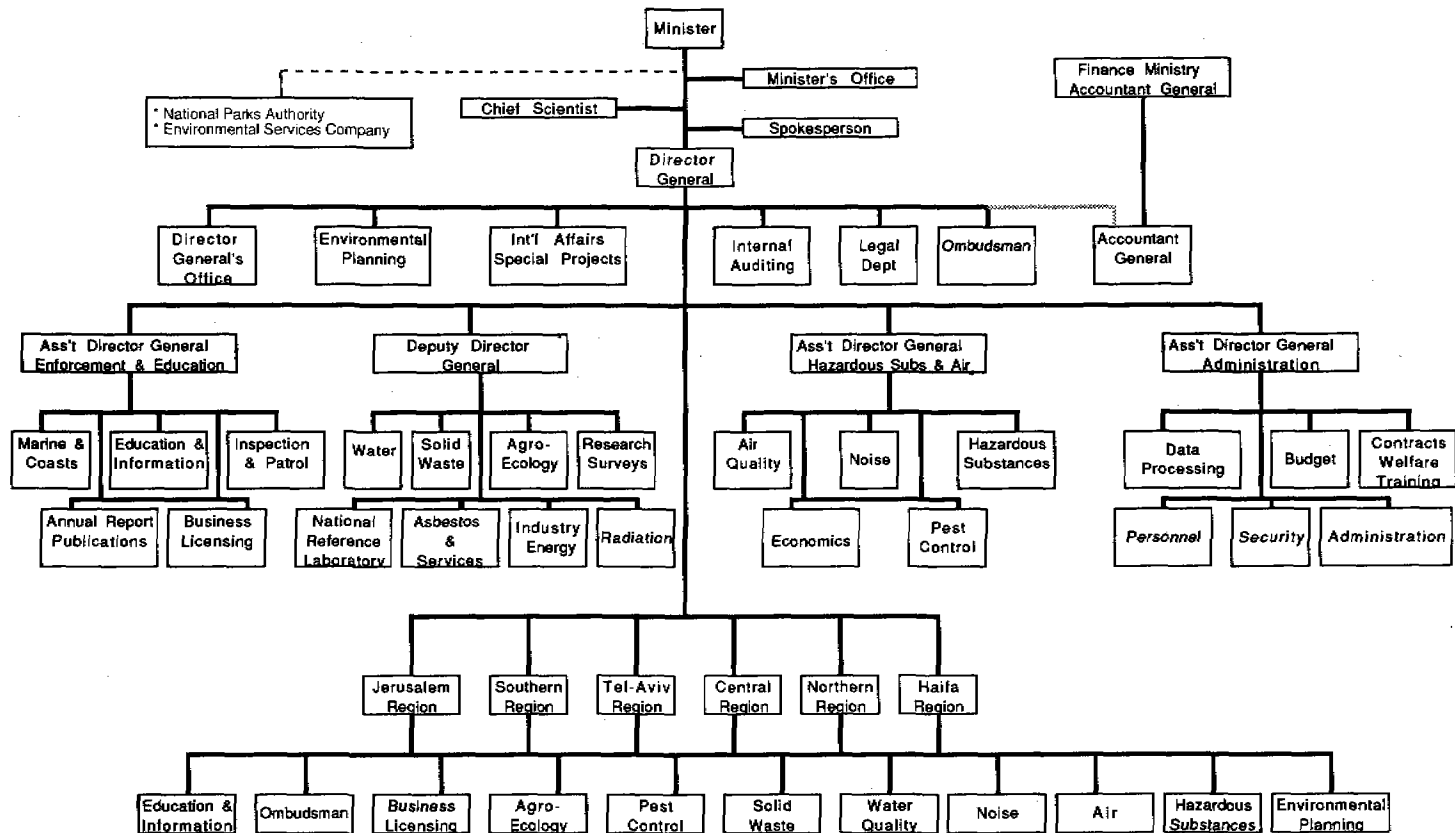 Minister
Minister's Office
Finance Ministry
Accountant General
* National Parks Authority
* Environmental Services Company
Chief Scientist
Spokesperson
Director
General
Director
General's
Office
Environmental
Planning
Int'l Affairs
Special Projects
Internal
Auditing
Legal
Dept
Ombudsman
Accountant
General
Ass't Director General
Enforcement & Education
Deputy Director
General
Ass't Director General
Hazardous Subs & Air
Ass't Director General
Administration
Marine &
Coasts
Education &
Information
Inspection
& Patrol
Water
Solid
Waste
Agro-
Ecology
Research
Surveys
Air
Quality
Noise
Hazardous
Substances
Data
Processing
Budget
Contracts
Welfare
Training
Annual Report
Publications
Business
Licensing
National
Reference
Laboratory
Asbestos
&
Services
Industry
Energy
Radiation
Economics
Pest
Control
Personnel
Security
Administration
Jerusalem
Region
Southern
Region
Tel-Aviv
Region
Central
Region
Northern
Region
Haifa
Region
Education &
Information
Ombudsman
Business
Licensing
Agro-
Ecology
Pest
Control
Solid
Waste
Water
Quality
Noise
Air
Hazardous
Substances
Environmental
Planning